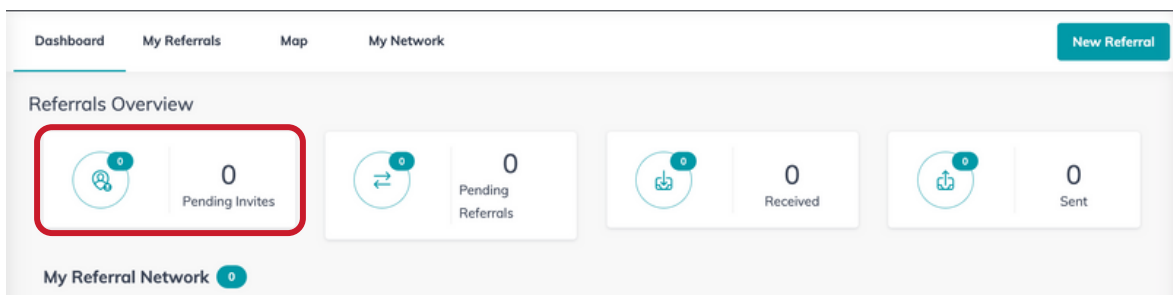 Dashboard My Referrals Map My Network New Referral
Referrals Overview
0
0
Pending Invites
0
0
Pending
Referrals
0
0
Received
0
0
Sent
My Referral Network 0